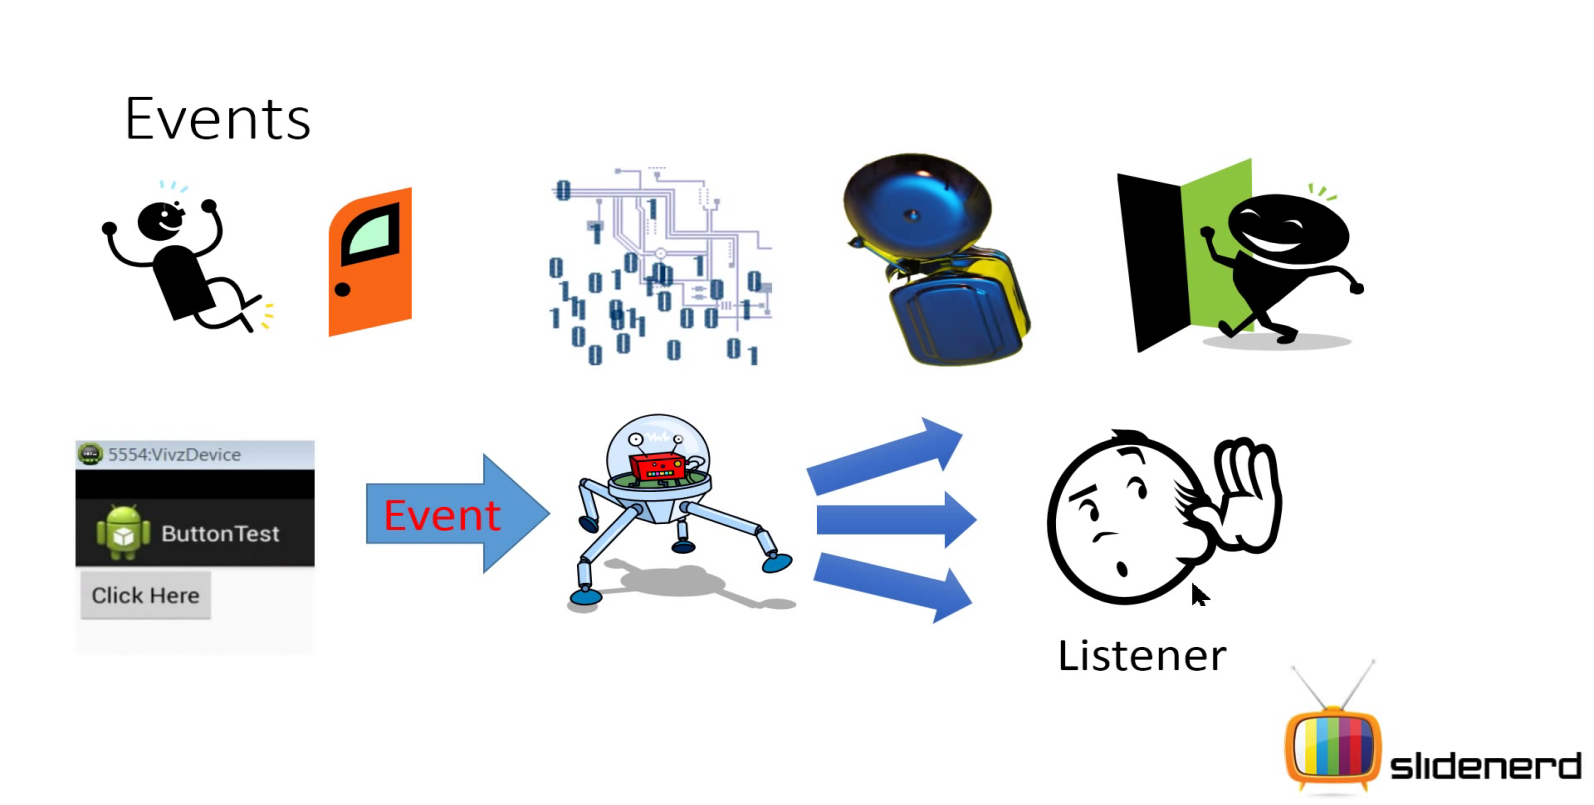 Events
5554:VivzDevice
ButtonTest
Click Here
Event
Listener
slidenerd